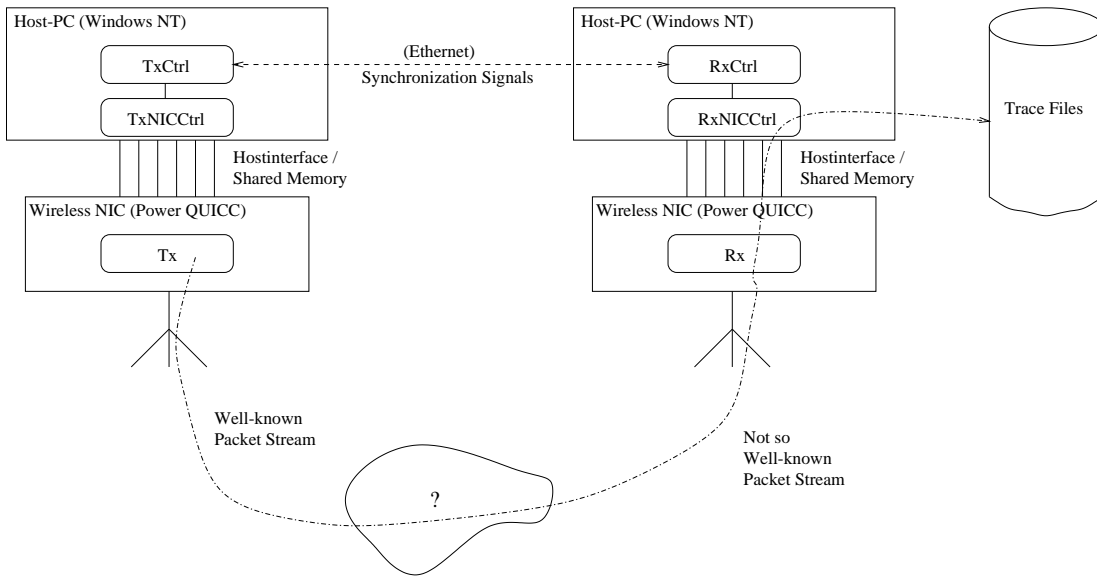 Host-PC (Windows NT)
TxCtrl
TxNICCtrl
(Ethernet)
Synchronization Signals
Host-PC (Windows NT)
RxCtrl
RxNICCtrl
Trace Files
Hostinterface /
Shared Memory
Hostinterface /
Shared Memory
Wireless NIC (Power QUICC)
Tx
Wireless NIC (Power QUICC)
Rx
Well-known
Packet Stream
Not so
Well-known
Packet Stream
?